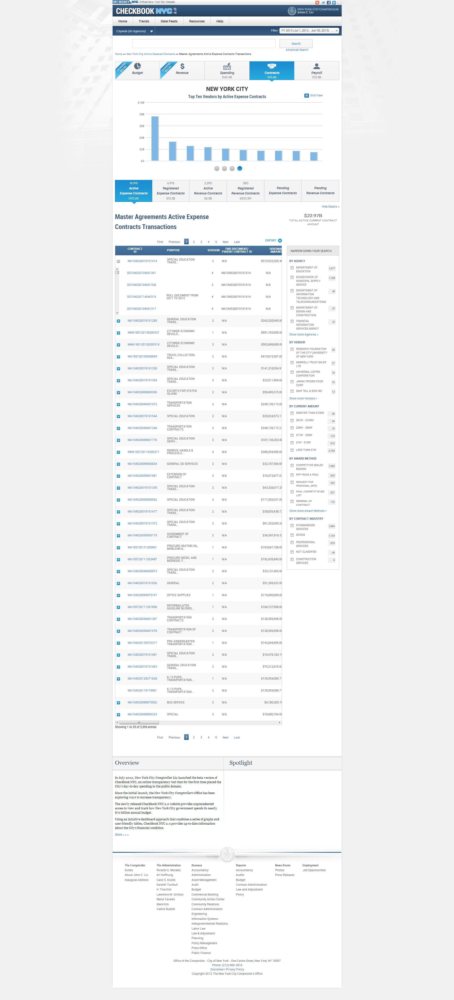 MY MONEY NYC Official New York City Website
CHECKBOOK NYC 2.0
NEW YORK CITY COMPTROLLER
JOHN C. LIU
Home Trends Data Feeds Resources Help
Citywide (All Agencies)
Filter: FY 2013 (Jul 1, 2012 - Jun 30, 2013)
Search
Advanced Search
Home >> New York City Active Expense Contracts >> Master Agreements Active Expense Contracts Transactions
COMING SOON
Budget
COMING SOON
Revenue
Spending
$43.4B
Contracts
$13.6B
Payroll
$12.5B
NEW YORK CITY
Top Ten Vendors by Active Expense Contracts
Grid View
$10B
$8B
$6B
$4B
$2B
$0
18,915
Active
Expense Contracts
$112.6B
6,913
Registered
Expense Contracts
$13.3B
2,290
Active
Revenue Contracts
$6.3B
350
Registered
Revenue Contracts
$310.3M
Pending
Expense Contracts
Pending
Revenue Contracts
Hide Details «
Master Agreements Active Expense
Contracts Transactions
$22.97B
TOTAL ACTIVE CURRENT CONTRACT
AMOUNT
First Previous 1 2 3 4 5 Next Last
EXPORT
CONTRACT ID PURPOSE VERSION FMS DOCUMENT/ PARENT CONTRACT ID ORIGINAL AMOUNT
MA104020019101414 SPECIAL EDUCATION TRANS... 2 N/A $515,533,285.4
DO104020104041341 4 MA104020019101414 N/A
DO104020104041328 3 MA104020019101414 N/A
DO104020114040318 ROLL DOCUMENT FROM 2011 TO 2012 4 MA104020019101414 N/A
DO104020104041317 4 MA104020019101414 N/A
MA104020019101295 GENERAL EDUCATION TRANS... 2 N/A $242,520,945.6
MMA180120136200331 CITYWIDE ECONOMIC DEVELO... 1 N/A $691,163,000.0
MMA180120126200316 CITYWIDE ECONOMIC DEVELO... 3 N/A $592,699,000.0
MA185720100008965 TRUCK, COLLECTION, REA... 2 N/A $415,615,587.0
MA104020019101328 SPECIAL EDUCATION TRANS... 2 N/A $141,318,554.9
MA104020019101304 SPECIAL EDUCATION TRANS... 2 N/A $22,011,904.6
MA104020069600300 ESCORTS FOR STATEN ISLAND 2 N/A $59,495,315.0
MA104020049401072 TRANSPORTATION SERVICES 2 N/A $249,138,172.0
MA104020019101544 SPECIAL EDUCATION 2 N/A $25,024,572.1
MA104020049401246 TRANSPORTATION CONTRACTS 2 N/A $249,139,172.2
MA104020069601776 SPECIAL EDUCATION SERVI... 2 N/A $187,138,202.8
MMA182720116200271 REMOVE, HANDLE & PROCESS E... 4 N/A $268,204,000.0
MA104020069600834 GENERAL ED SERVICES 2 N/A $32,187,584.0
MA104020059501691 EXTENSION OF CONTRACT 2 N/A $16,573,877.0
MA104020019101335 SPECIAL EDUCATION TRANS... 2 N/A $43,326,017.2
MA104020069600062 SPECIAL EDUCATION 2 N/A $117,293,031.0
MA104020019101477 SPECIAL EDUCATION TRANS... 2 N/A $39,835,438.7
MA104020019101372 SPECIAL EDUCATION TRANS... 2 N/A $61,253,045.2
MA104020059500175 ASSIGNMENT OF CONTRACT 2 N/A $34,397,919.3
MA185720131200901 PROCURE HEATING OIL, BIOBLEND &... 1 N/A $193,647,188.0
MA185720111203497 PROCURE DIESEL AND BIODIESEL F... 1 N/A $192,435,645.0
MA104020049400972 SPECIAL EDUCATION TRANS... 2 N/A $33,127,402.6
MA104020019101920 GENERAL 2 N/A $51,295,032.0
MA104020099975747 OFFICE SUPPLIES 1 N/A $170,000,000.0
MA185720111201666 REFORMULATED GASOLINE BLENDS... 1 N/A $164,727,958.0
MA104020049401367 TRANSPORTATION CONTRACTS 2 N/A $128,395,656.0
MA104020049401078 TRANSPORTATION OF CONTRACT 2 N/A $128,395,656.0
MA104020139370317 PRE-KINDERGARTEN TRANSPORTATION ... 1 N/A $142,044,905.0
MA104020019101461 SPECIAL EDUCATION TRANS... 2 N/A $19,478,184.1
MA104020019101463 GENERAL EDUCATION TRANS... 2 N/A $75,212,819.8
MA104020129271828 K-12 PUPIL TRANSPORTATION ... 1 N/A $135,554,090.7
MA104020119174991 K-12 PUPIL TRANSPORTATION ... 2 N/A $135,554,090.7
MA104020099975502 BUS SERVICE 2 N/A $4,180,305.7
MA104020069600323 SPECIAL 2 N/A $16,600,704.0
Showing 1 to 35 of 3,356 entries
First Previous 1 2 3 4 5 Next Last
NARROW DOWN YOUR SEARCH:
BY AGENCY
DEPARTMENT OF EDUCATION 1,977
DCASDIVISION OF MUNICIPAL SUPPLY SERVICE 1,188
DEPARTMENT OF INFORMATION TECHNOLOGY AND TELECOMMUNICATIONS 49
DEPARTMENT OF DESIGN AND CONSTRUCTION 47
FINANCIAL INFORMATION SERVICES AGENCY 32
Show more Agencies »
BY VENDOR
RESEARCH FOUNDATION OF THE CITY UNIVERSITY OF NEW YORK 28
GABRIELLI TRUCK SALES LTD 27
UNIVERSAL COFFEE CORPORATION 16
JAMAC FROZEN FOOD CORP 15
SAM TELL & SON INC 13
Show more Vendors »
BY CURRENT AMOUNT
GREATER THAN $100M 45
$51M - $100M 44
$26M - $50M 70
$11M - $25M 123
$1M - $10M 910
LESS THAN $1M 2,164
BY AWARD METHOD
COMPETITIVE SEALED BIDDING 1,360
RFP FROM A PQVL 543
REQUEST FOR PROPOSAL (RFP) 302
PQVL COMPETITVE BID LIST 201
RENEWAL OF CONTRACT 172
Show more Award Methods »
BY CONTRACT INDUSTRY
STANDARDIZED SERVICES 1,664
GOODS 1,104
PROFESSIONAL SERVICES 533
NOT CLASSIFIED 49
CONSTRUCTION SERVICES 6
Overview
Spotlight
In July 2010, New York City Comptroller Liu launched the beta version of
Checkbook NYC, an online transparency tool that for the first time placed the
City's day-to-day spending in the public domain.
Since the initial launch, the New York City Comptroller's Office has been
exploring ways to increase transparency.
The newly released Checkbook NYC 2.0 website provides unprecedented
access to view and track how New York City government spends its nearly
$70 billion annual budget.
Using an intuitive dashboard approach that combines a series of graphs and
user-friendly tables, Checkbook NYC 2.0 provides up-to-date information
about the City's financial condition.
More >>>
The Comptroller
Duties
About John C. Liu
Inaugural Address
The Administration
Ricardo E. Morales
Ari Hoffnung
Carol S. Kostik
Geneith Turnbull
H. Tina Kim
Lawrence M. Schloss
Maria Tavares
Mark Kim
Valerie Budzik
Bureaus
Accountancy
Administration
Asset Management
Audit
Budget
Commercial Banking
Community Action Center
Community Relations
Contract Administration
Engineering
Information Systems
Intergovernmental Relations
Labor Law
Law & Adjustment
Planning
Policy Management
Press Office
Public Finance
Reports
Accountancy
Audits
Budget
Contract Administration
Law and Adjustment
Policy
News Room
Photos
Press Releases
Employment
Job Opportunities
Office of the Comptroller - City of New York - One Centre Street, New York, NY 10007
Phone: (212) 669-3916
Disclaimer | Privacy Policy
Copyright 2013, The New York City Comptroller's Office